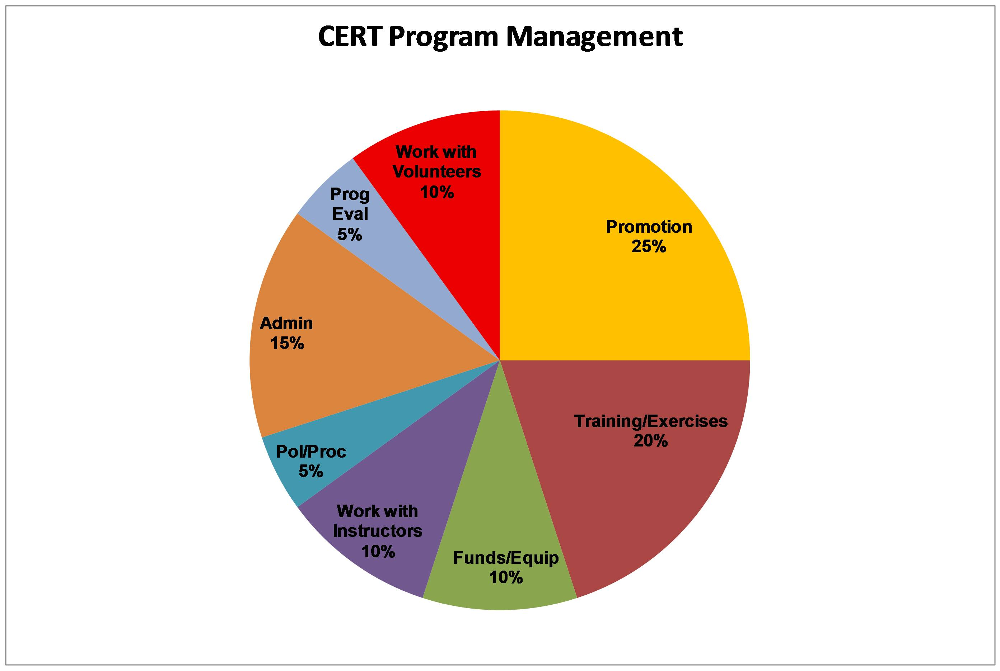 CERT Program Management
Work with
Volunteers
10%
Prog
Eval
5%
Promotion
25%
Admin
15%
Training/Exercises
20%
Pol/Proc
5%
Work with
Instructors
10%
Funds/Equip
10%